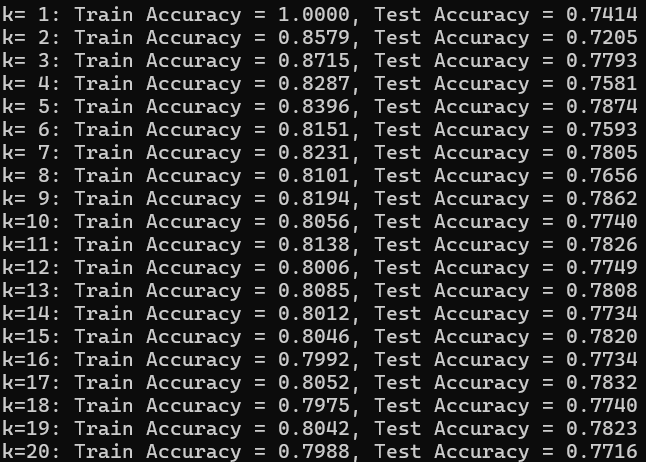 k= 1: Train Accuracy = 1.0000, Test Accuracy = 0.7414
k= 2: Train Accuracy = 0.8579, Test Accuracy = 0.7205
k= 3: Train Accuracy = 0.8715, Test Accuracy = 0.7793
k= 4: Train Accuracy = 0.8287, Test Accuracy = 0.7581
k= 5: Train Accuracy = 0.8396, Test Accuracy = 0.7874
k= 6: Train Accuracy = 0.8151, Test Accuracy = 0.7593
k= 7: Train Accuracy = 0.8231, Test Accuracy = 0.7805
k= 8: Train Accuracy = 0.8101, Test Accuracy = 0.7656
k= 9: Train Accuracy = 0.8194, Test Accuracy = 0.7862
k=10: Train Accuracy = 0.8056, Test Accuracy = 0.7740
k=11: Train Accuracy = 0.8138, Test Accuracy = 0.7826
k=12: Train Accuracy = 0.8006, Test Accuracy = 0.7749
k=13: Train Accuracy = 0.8085, Test Accuracy = 0.7808
k=14: Train Accuracy = 0.8012, Test Accuracy = 0.7734
k=15: Train Accuracy = 0.8046, Test Accuracy = 0.7820
k=16: Train Accuracy = 0.7992, Test Accuracy = 0.7734
k=17: Train Accuracy = 0.8052, Test Accuracy = 0.7832
k=18: Train Accuracy = 0.7975, Test Accuracy = 0.7740
k=19: Train Accuracy = 0.8042, Test Accuracy = 0.7823
k=20: Train Accuracy = 0.7988, Test Accuracy = 0.7716